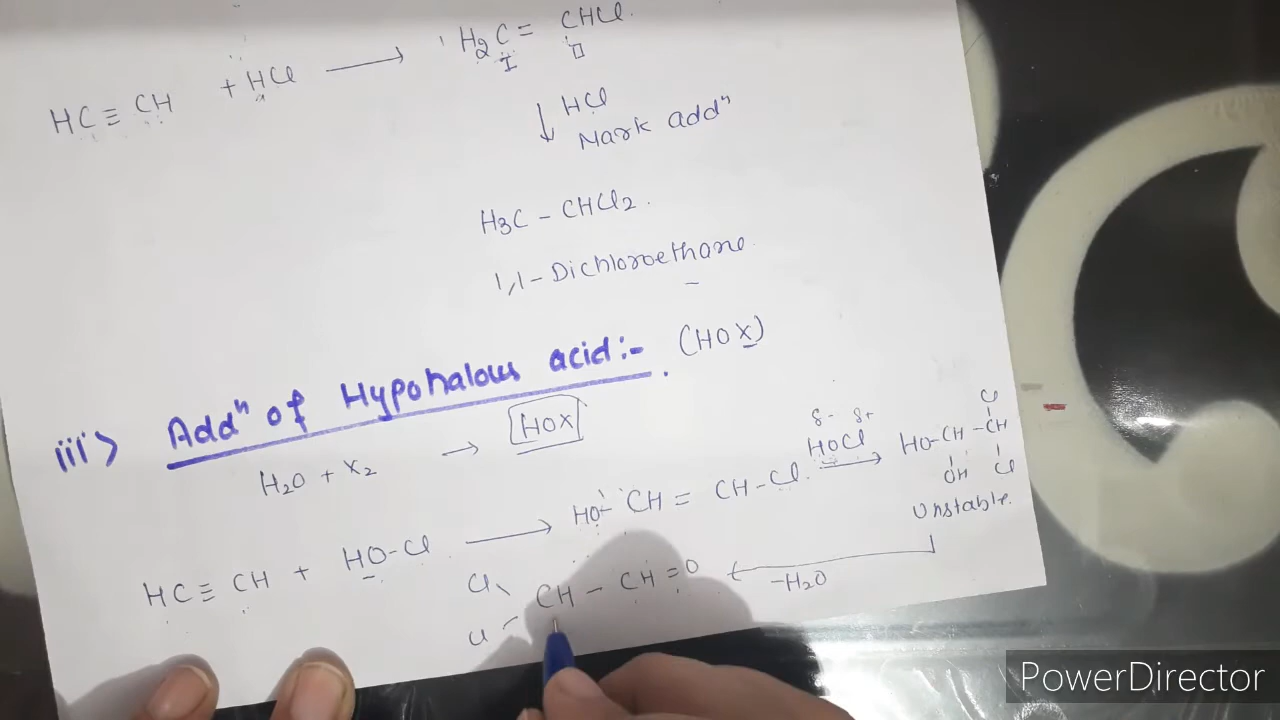 HC≡CH + HCl ⟶ H2C = CHCl.
I II
↓ HCl
Mark addⁿ
H3C - CHCl2.
1,1-Dichloroethane
iii> Addⁿ of Hypohalous acid:- (HOX)
H2O + X2 → HOX
HC≡CH + HO-Cl ⟶ HO-CH = CH-Cl.
δ- δ+
HOCl
→
Cl
HO-CH-CH
OH Cl
Unstable.
-H2O
Cl
CH-CH=O
Cl
PowerDirector